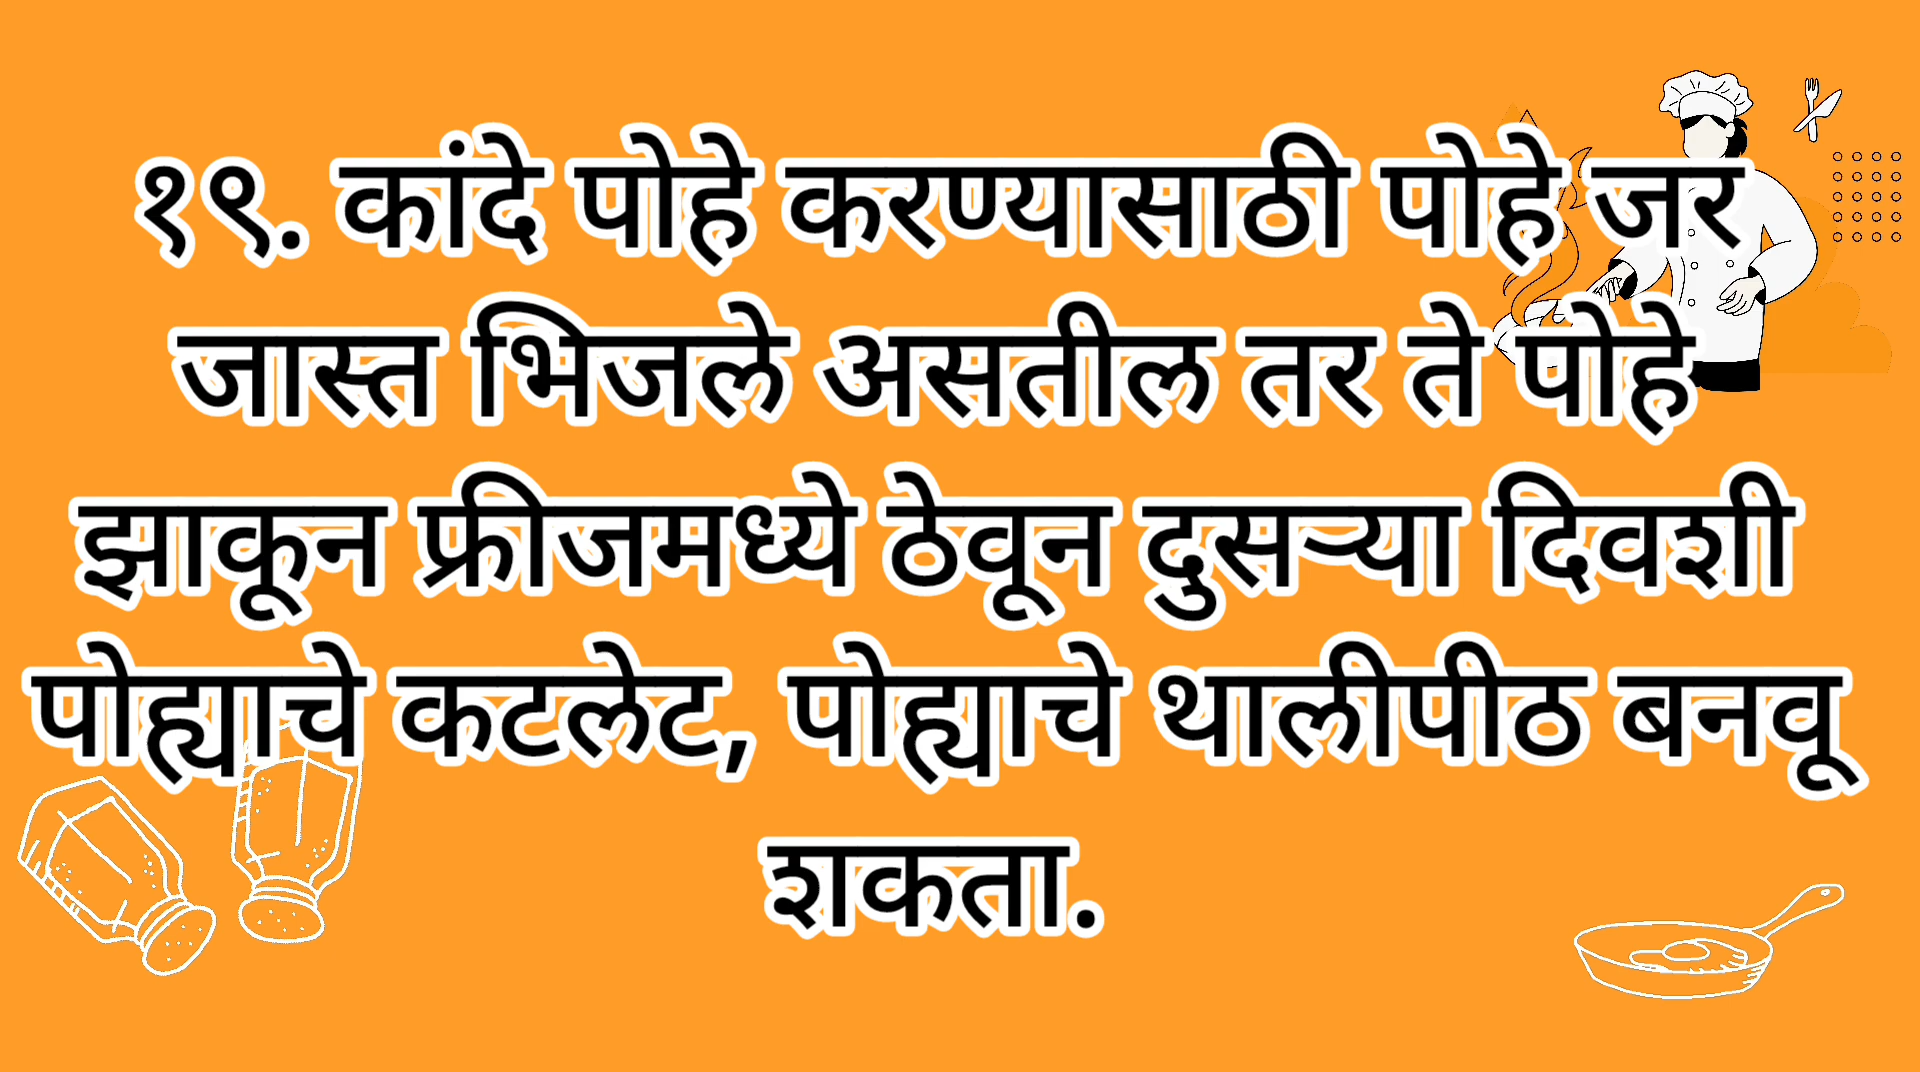 १९. कांदे पोहे करण्यासाठी पोहे जर
जास्त भिजले असतील तर ते पोहे
झाकून फ्रीजमध्ये ठेवून दुसऱ्या दिवशी
पोह्याचे कटलेट, पोह्याचे थालीपीठ बनवू
शकता.